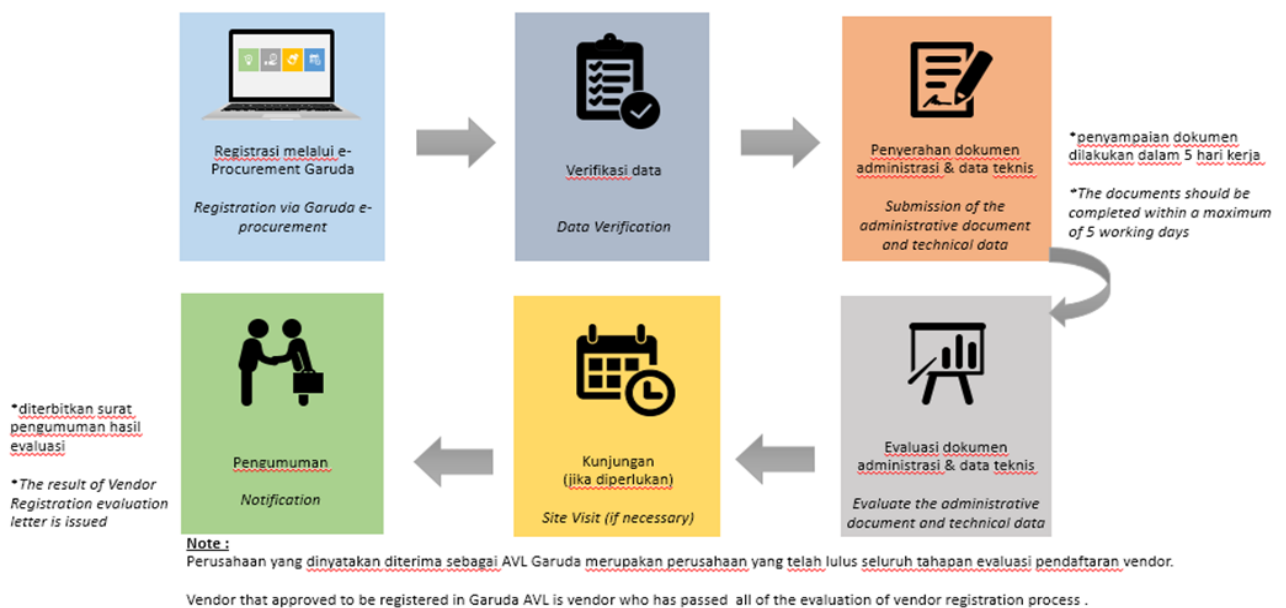 Registrasi melalui e-
Procurement Garuda
Registration via Garuda e-
procurement
Verifikasi data
Data Verification
Penyerahan dokumen
administrasi & data teknis
Submission of the
administrative document
and technical data
*penyampaian dokumen
dilakukan dalam 5 hari kerja
*The documents should be
completed within a maximum
of 5 working days
Evaluasi dokumen
administrasi & data teknis
Evaluate the administrative
document and technical data
Kunjungan
(jika diperlukan)
Site Visit (if necessary)
Pengumuman
Notification
*diterbitkan surat
pengumuman hasil
evaluasi
*The result of Vendor
Registration evaluation
letter is issued
Note :
Perusahaan yang dinyatakan diterima sebagai AVL Garuda merupakan perusahaan yang telah lulus seluruh tahapan evaluasi pendaftaran vendor.
Vendor that approved to be registered in Garuda AVL is vendor who has passed all of the evaluation of vendor registration process .